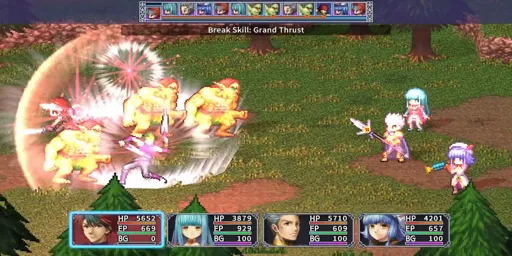 Break Skill: Grand Thrust
HP 5652 HP 3879 HP 5710 HP 4201
EP 669 EP 929 EP 609 EP 657
BG 0 BG 100 BG 100 BG 100